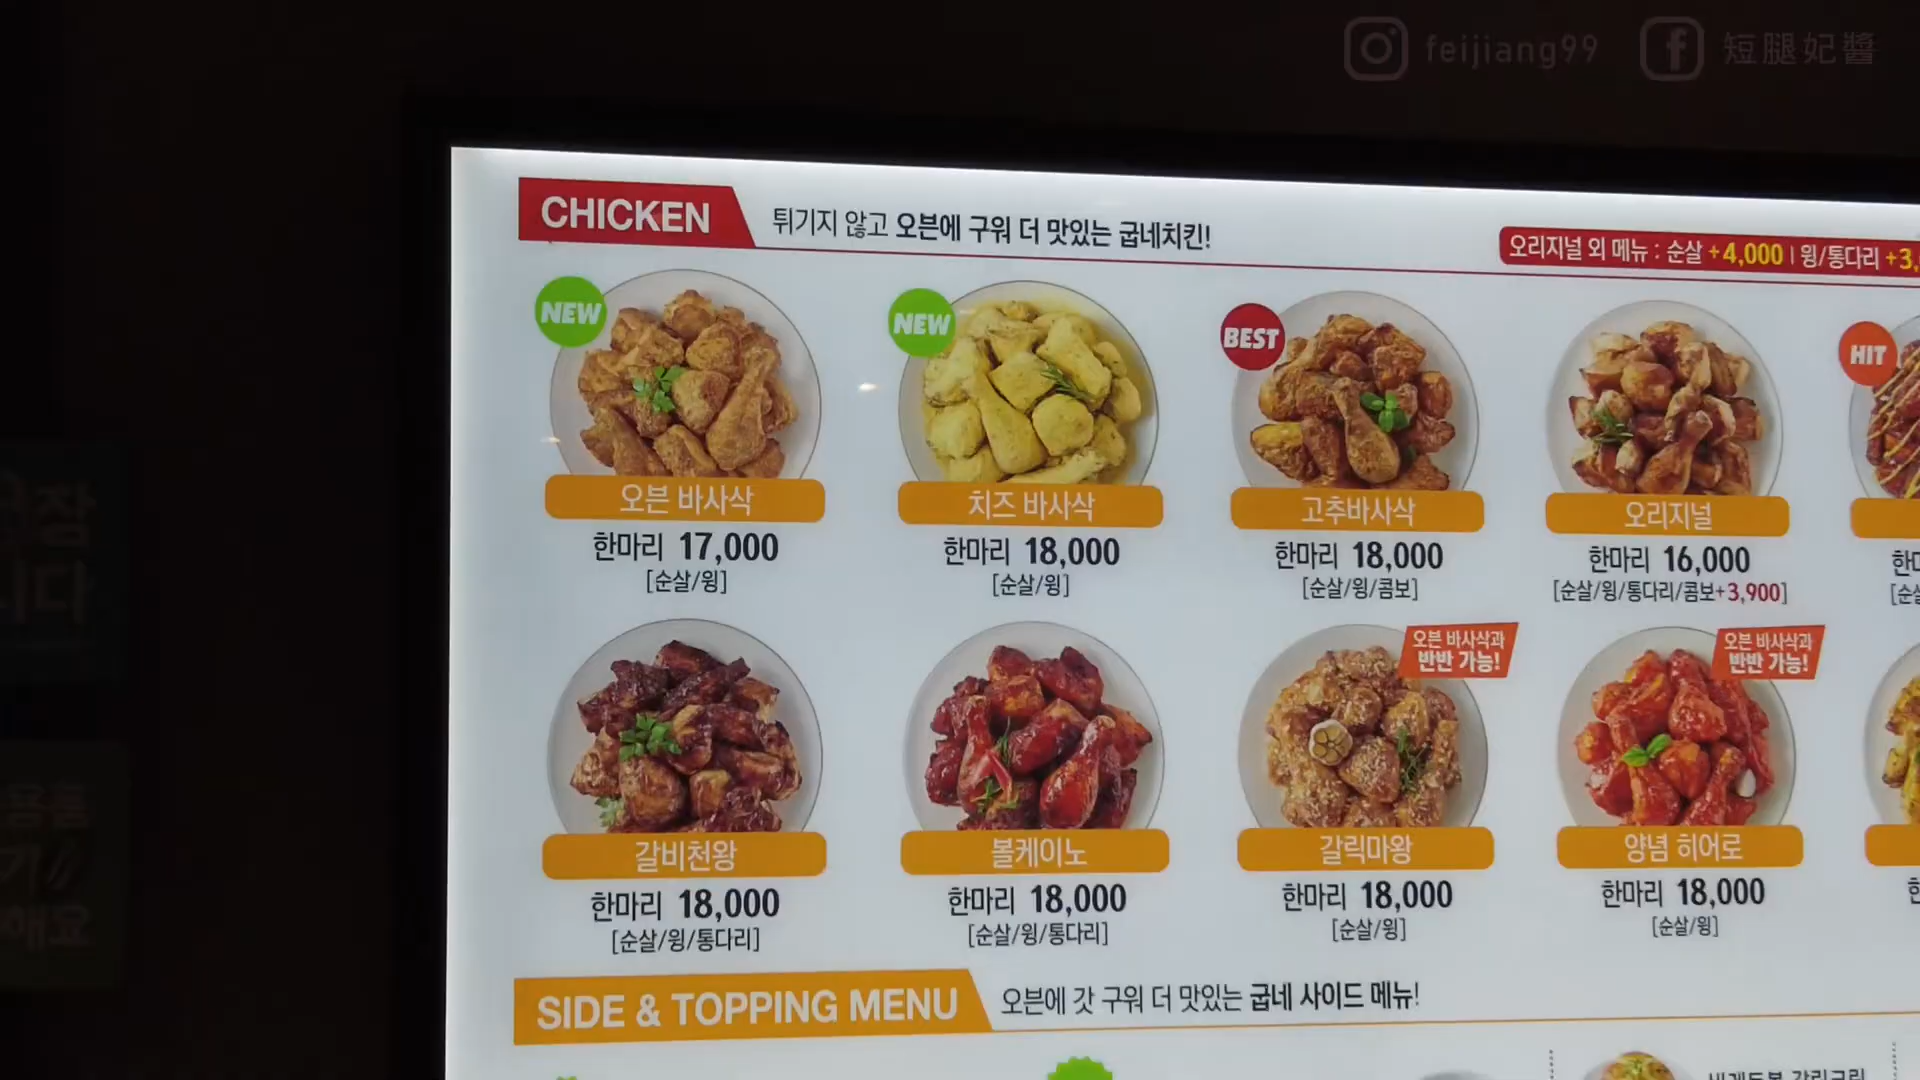 feijiang99
短腿妃醬
CHICKEN
튀기지 않고 오븐에 구워 더 맛있는 굽네치킨!
오리지널 외 메뉴 : 순살 +4,000 | 윙/통다리 +3,
NEW
NEW
BEST
HIT
오븐 바사삭
치즈 바사삭
고추바사삭
오리지널
한마리 17,000
한마리 18,000
한마리 18,000
한마리 16,000
[순살/윙]
[순살/윙]
[순살/윙/콤보]
[순살/윙/통다리/콤보+3,900]
오븐 바사삭과
반반 가능!
오븐 바사삭과
반반 가능!
갈비천왕
볼케이노
갈릭마왕
양념 히어로
한마리 18,000
한마리 18,000
한마리 18,000
한마리 18,000
[순살/윙/통다리]
[순살/윙/통다리]
[순살/윙]
[순살/윙]
SIDE & TOPPING MENU
오븐에 갓 구워 더 맛있는 굽네 사이드 메뉴!